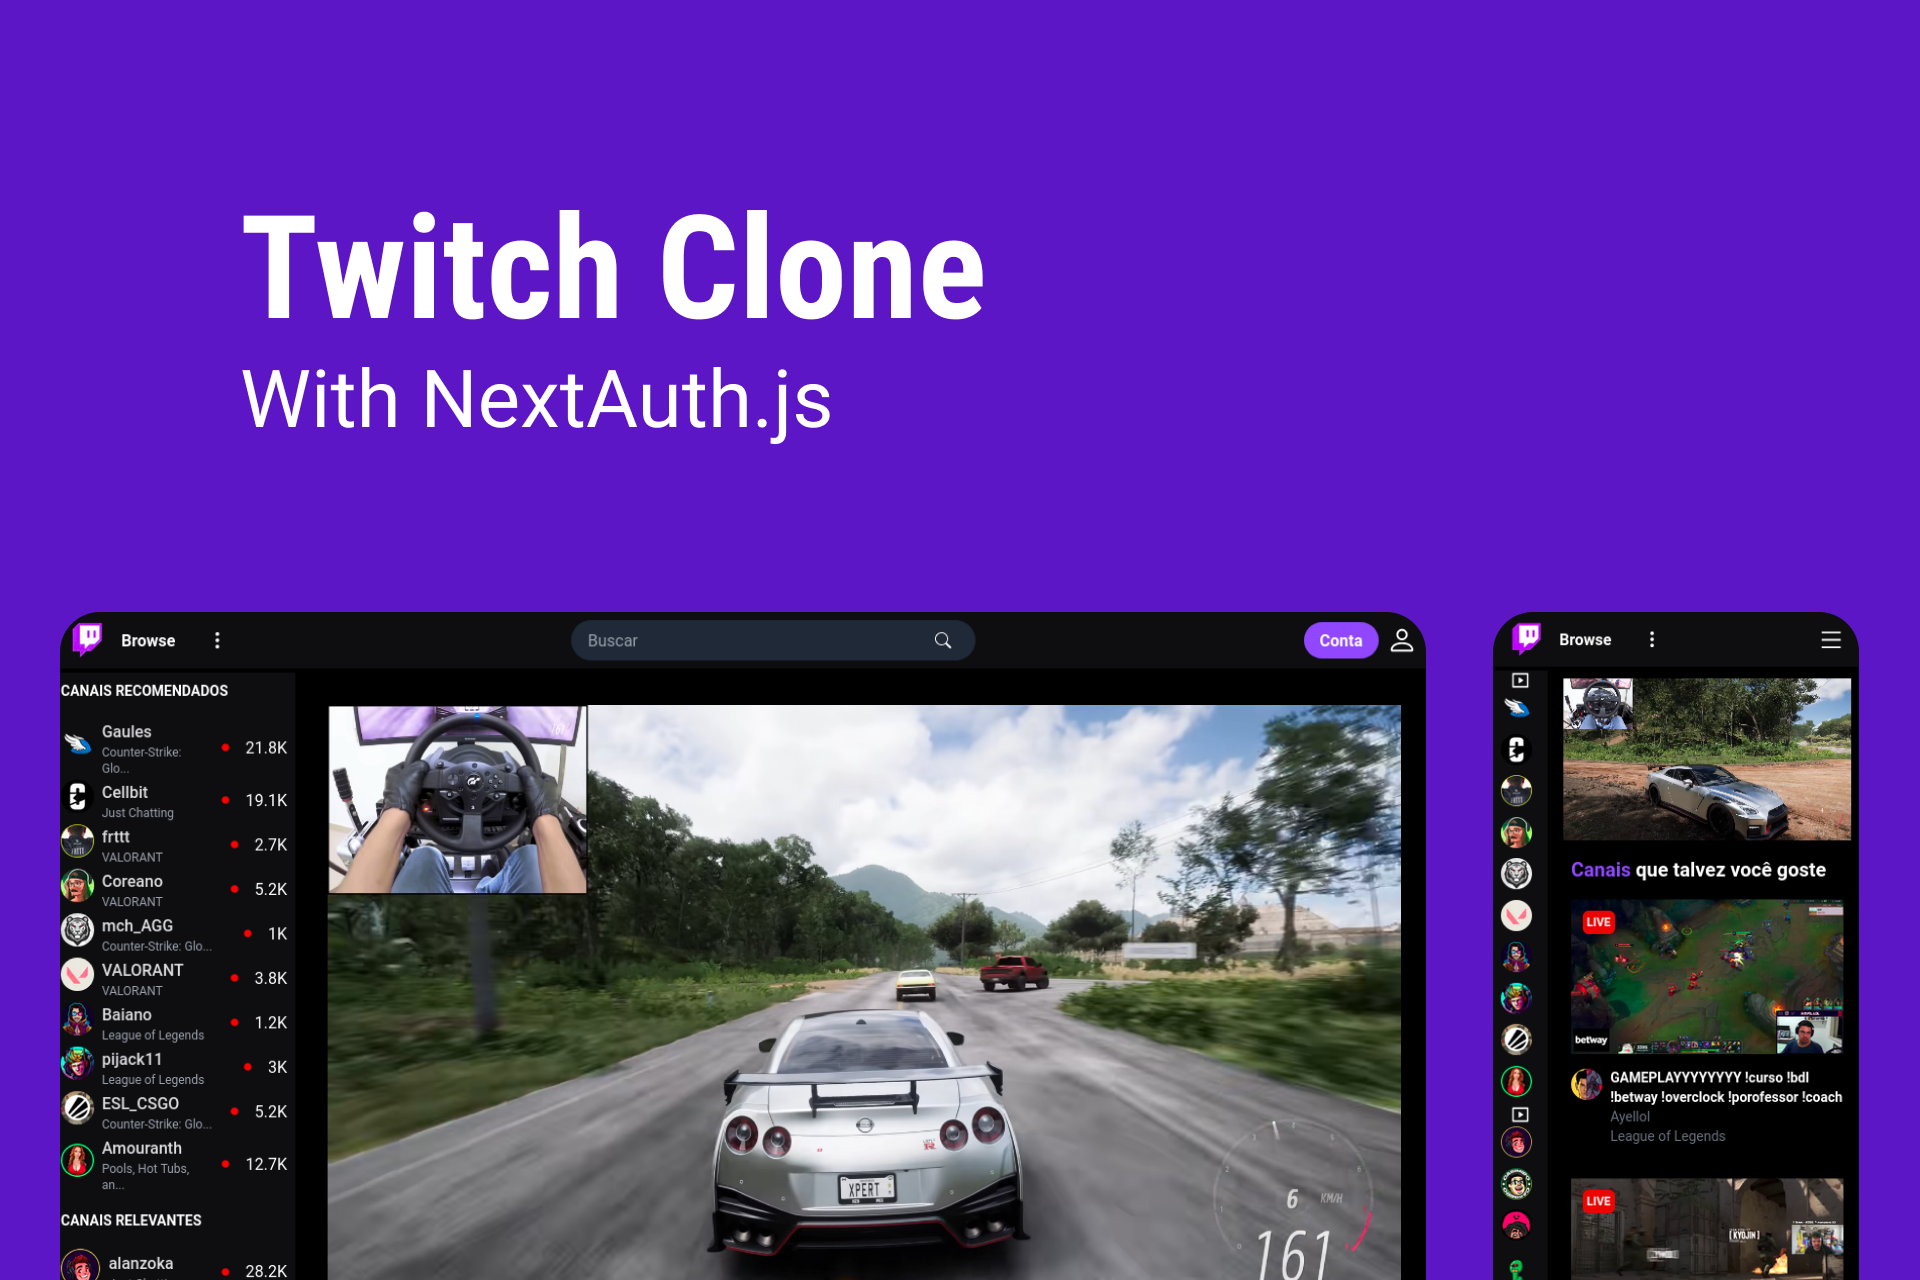 Twitch Clone
With NextAuth.js
Browse
Buscar
Conta
CANAIS RECOMENDADOS
Gaules
Counter-Strike:
Glo...
21.8K
Cellbit
Just Chatting
19.1K
frttt
VALORANT
2.7K
Coreano
VALORANT
5.2K
mch_AGG
Counter-Strike: Glo...
1K
VALORANT
VALORANT
3.8K
Baiano
League of Legends
1.2K
pijack11
League of Legends
3K
ESL_CSGO
Counter-Strike: Glo...
5.2K
Amouranth
Pools, Hot Tubs,
an...
12.7K
CANAIS RELEVANTES
alanzoka
28.2K
XPERT
6 KM/H
161
Browse
Canais que talvez você goste
LIVE
betway
GAMEPLAYYYYYYYY !curso !bdl
!betway !overclock !porofessor !coach
Ayellol
League of Legends
LIVE
[KYOJIN]